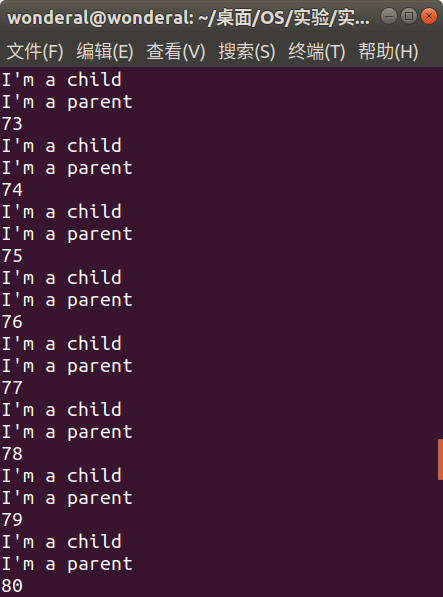 wonderal@wonderal: ~/桌面/OS/实验/实...
文件(F) 编辑(E) 查看(V) 搜索(S) 终端(T) 帮助(H)
I'm a child
I'm a parent
73
I'm a child
I'm a parent
74
I'm a child
I'm a parent
75
I'm a child
I'm a parent
76
I'm a child
I'm a parent
77
I'm a child
I'm a parent
78
I'm a child
I'm a parent
79
I'm a child
I'm a parent
80